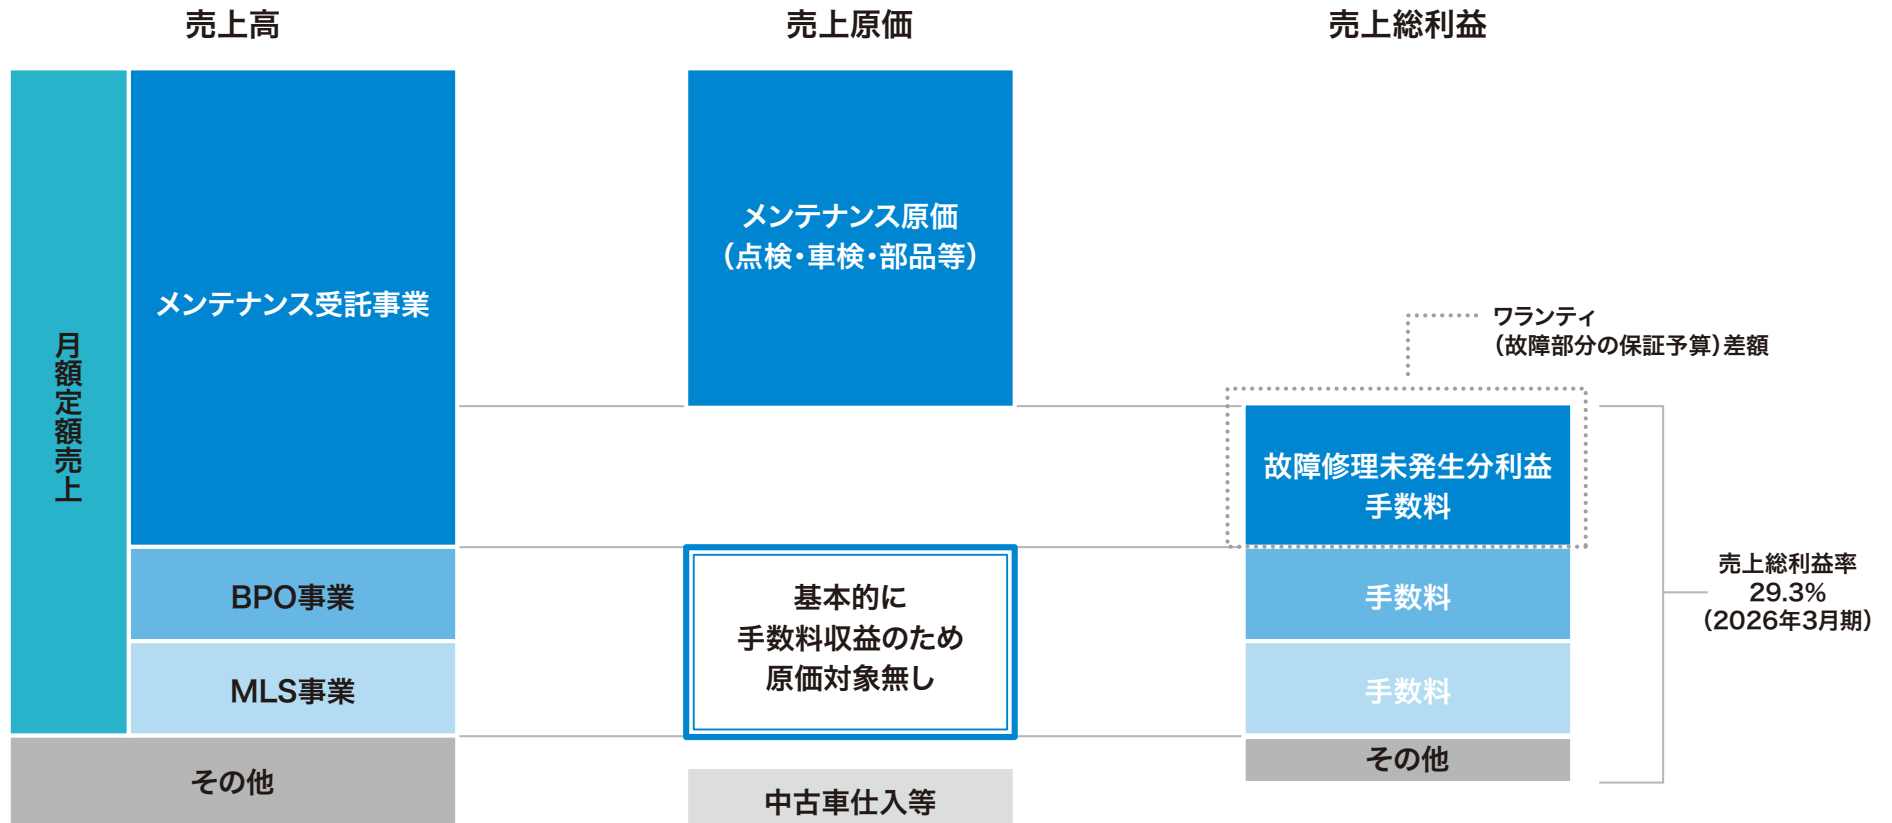 売上高
売上原価
売上総利益
月額定額売上
メンテナンス受託事業
BPO事業
MLS事業
その他
メンテナンス原価
（点検・車検・部品等）
基本的に
手数料収益のため
原価対象無し
中古車仕入等
ワランティ
（故障部分の保証予算）差額
故障修理未発生分利益
手数料
手数料
手数料
その他
売上総利益率
29.3%
（2026年3月期）